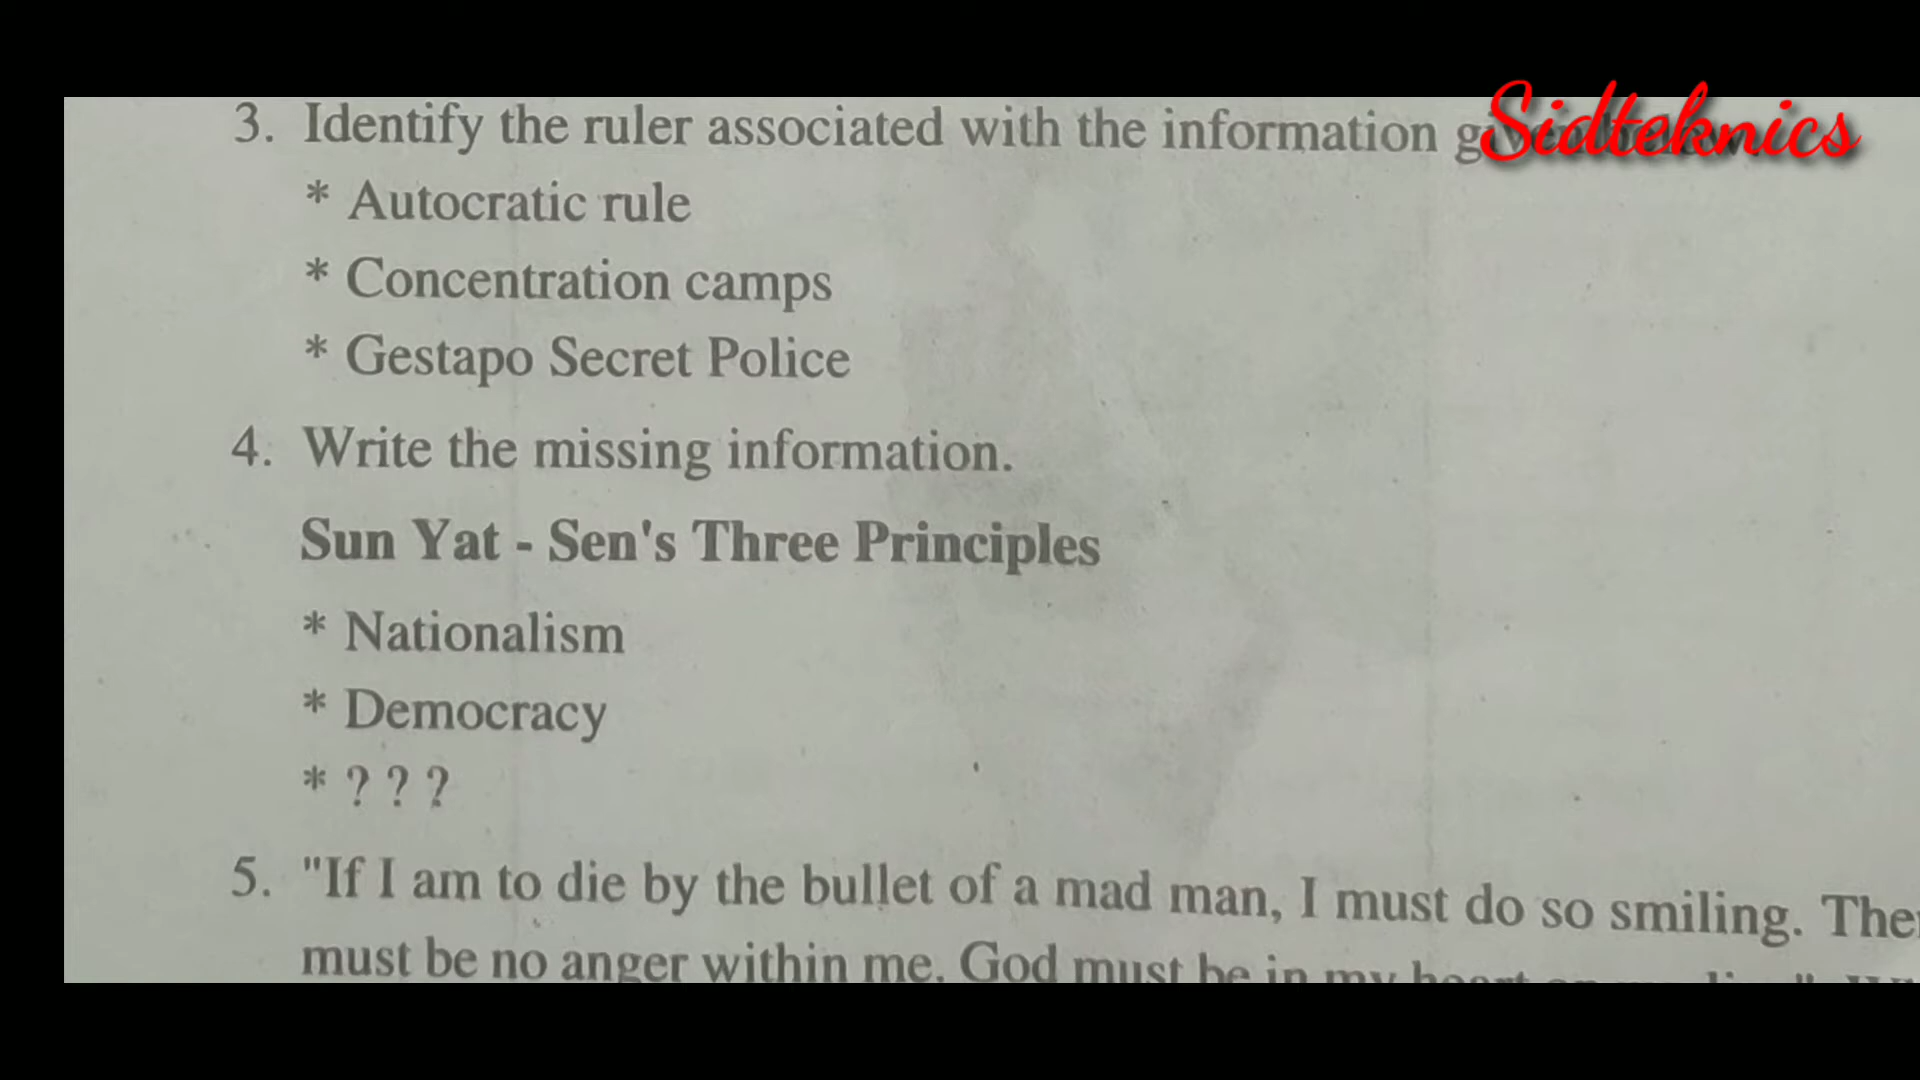 3. Identify the ruler associated with the information
Sidteknics
* Autocratic rule
* Concentration camps
* Gestapo Secret Police
4. Write the missing information.
Sun Yat - Sen's Three Principles
* Nationalism
* Democracy
* ? ? ?
5. "If I am to die by the bullet of a mad man, I must do so smiling.
must be no anger within me. God must be in my heart